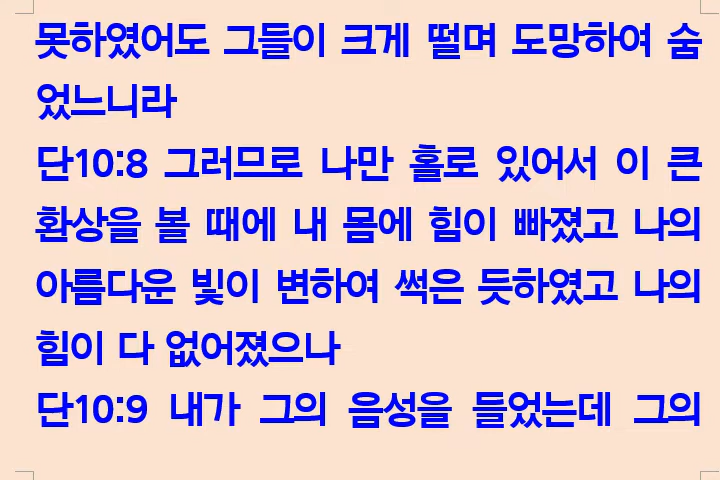 못하였어도 그들이 크게 떨며 도망하여 숨
었느니라
단10:8 그러므로 나만 홀로 있어서 이 큰
환상을 볼 때에 내 몸에 힘이 빠졌고 나의
아름다운 빛이 변하여 썩은 듯하였고 나의
힘이 다 없어졌으나
단10:9 내가 그의 음성을 들었는데 그의